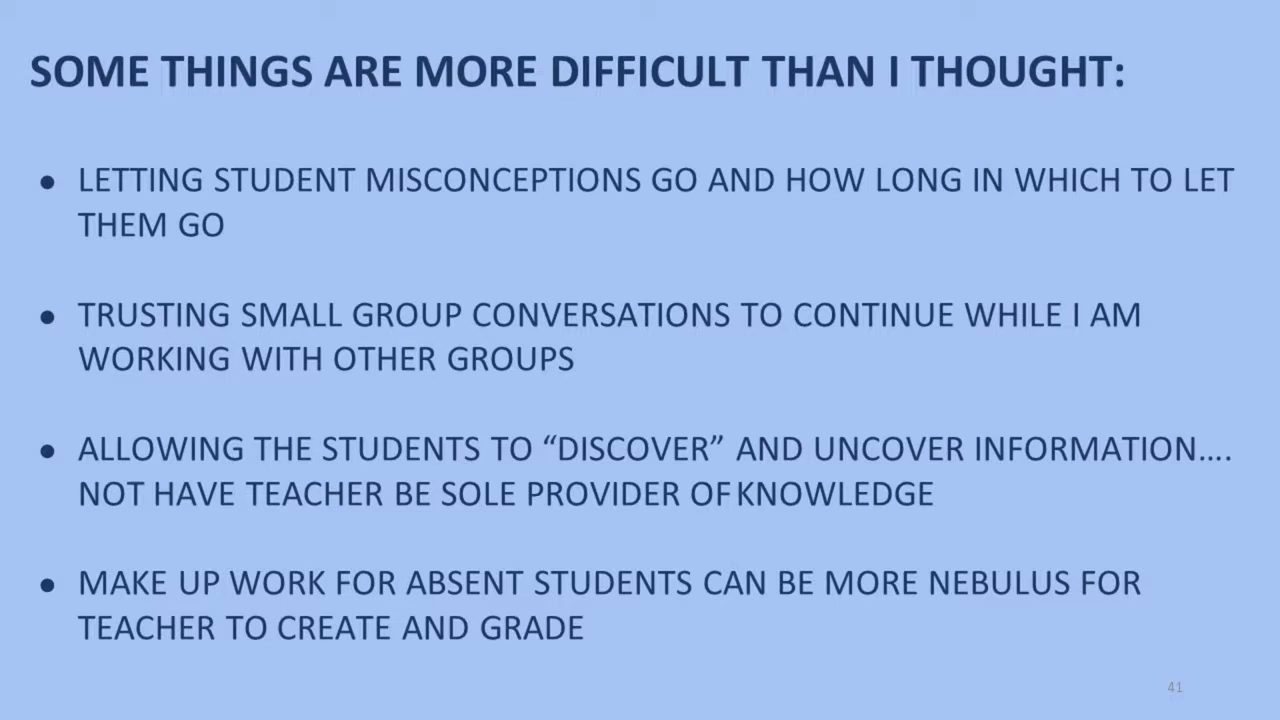 SOME THINGS ARE MORE DIFFICULT THAN I THOUGHT:
● LETTING STUDENT MISCONCEPTIONS GO AND HOW LONG IN WHICH TO LET
THEM GO
● TRUSTING SMALL GROUP CONVERSATIONS TO CONTINUE WHILE I AM
WORKING WITH OTHER GROUPS
● ALLOWING THE STUDENTS TO “DISCOVER” AND UNCOVER INFORMATION….
NOT HAVE TEACHER BE SOLE PROVIDER OF KNOWLEDGE
● MAKE UP WORK FOR ABSENT STUDENTS CAN BE MORE NEBULUS FOR
TEACHER TO CREATE AND GRADE
41